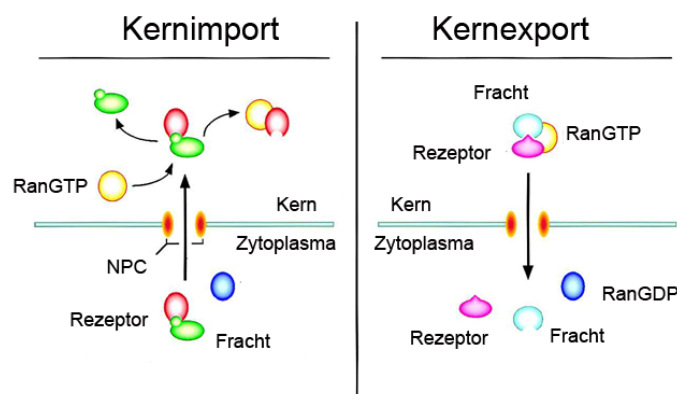 Kernimport
RanGTP
Kern
Zytoplasma
NPC
Rezeptor
Fracht
Kernexport
Fracht
RanGTP
Rezeptor
Kern
Zytoplasma
RanGDP
Rezeptor
Fracht